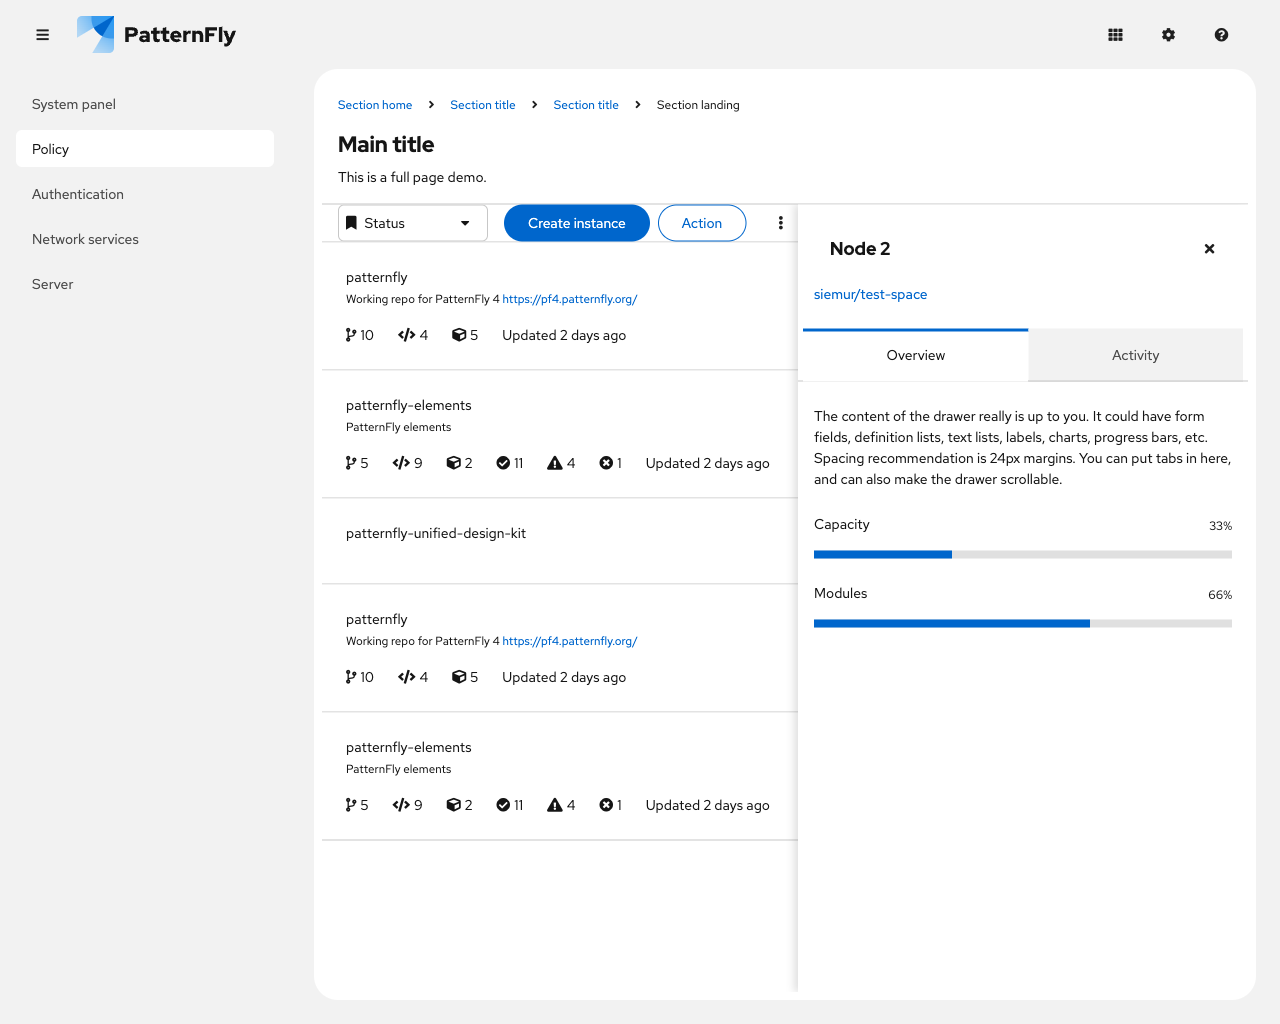 PatternFly
System panel
Policy
Authentication
Network services
Server
Section home Section title Section title Section landing
Main title
This is a full page demo.
Status Create instance Action
patternfly
Working repo for PatternFly 4 https://pf4.patternfly.org/
10 4 5 Updated 2 days ago
patternfly-elements
PatternFly elements
5 9 2 11 4 1 Updated 2 days ago
patternfly-unified-design-kit
patternfly
Working repo for PatternFly 4 https://pf4.patternfly.org/
10 4 5 Updated 2 days ago
patternfly-elements
PatternFly elements
5 9 2 11 4 1 Updated 2 days ago
Node 2
siemur/test-space
Overview Activity
The content of the drawer really is up to you. It could have form
fields, definition lists, text lists, labels, charts, progress bars, etc.
Spacing recommendation is 24px margins. You can put tabs in here,
and can also make the drawer scrollable.
Capacity 33%
Modules 66%